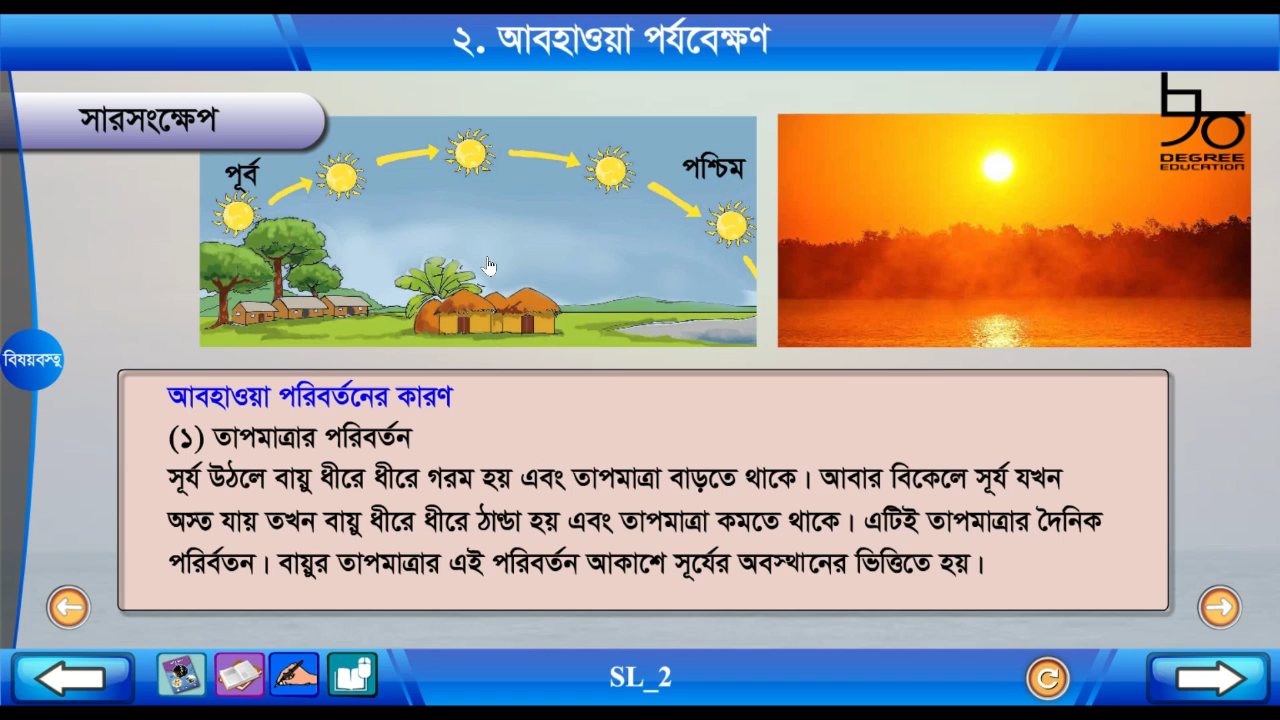 ২. আবহাওয়া পর্যবেক্ষণ
সারসংক্ষেপ
পূর্ব
পশ্চিম
DEGREE
EDUCATION
বিষয়বস্তু
আবহাওয়া পরিবর্তনের কারণ
(১) তাপমাত্রার পরিবর্তন
সূর্য উঠলে বায়ু ধীরে ধীরে গরম হয় এবং তাপমাত্রা বাড়তে থাকে। আবার বিকেলে সূর্য যখন
অস্ত যায় তখন বায়ু ধীরে ধীরে ঠাণ্ডা হয় এবং তাপমাত্রা কমতে থাকে। এটিই তাপমাত্রার দৈনিক
পরির্বতন। বায়ুর তাপমাত্রার এই পরিবর্তন আকাশে সূর্যের অবস্থানের ভিত্তিতে হয়।
SL_2